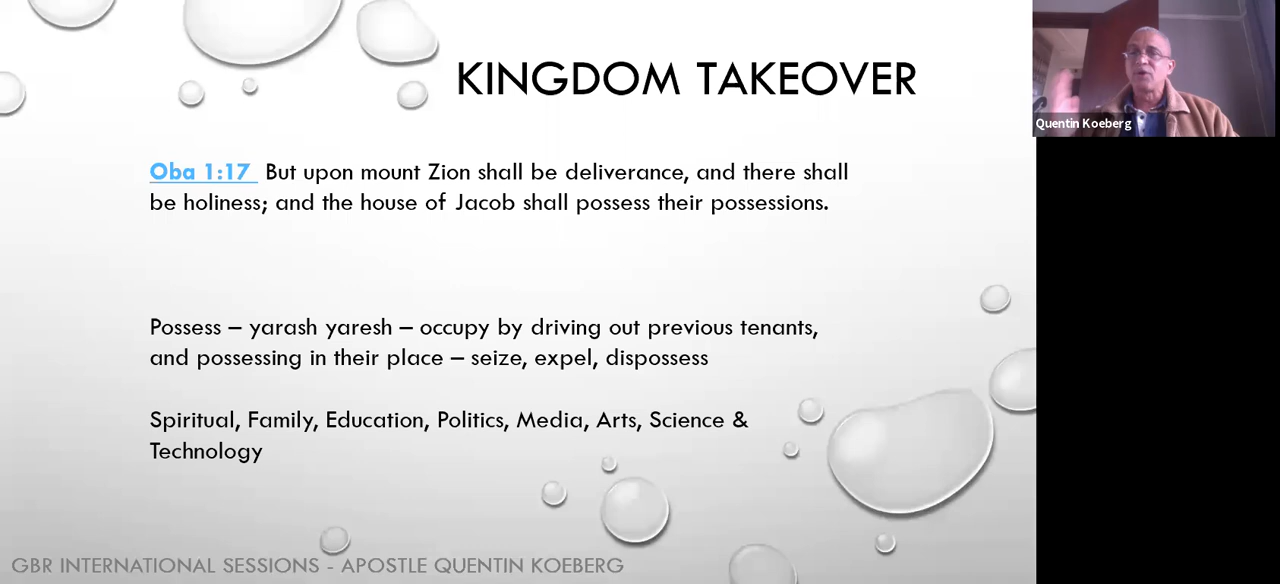 KINGDOM TAKEOVER
Quentin Koeberg
Oba 1:17 But upon mount Zion shall be deliverance, and there shall
be holiness; and the house of Jacob shall possess their possessions.
Possess – yarash yaresh – occupy by driving out previous tenants,
and possessing in their place – seize, expel, dispossess
Spiritual, Family, Education, Politics, Media, Arts, Science &
Technology
GBR INTERNATIONAL SESSIONS - APOSTLE QUENTIN KOEBERG